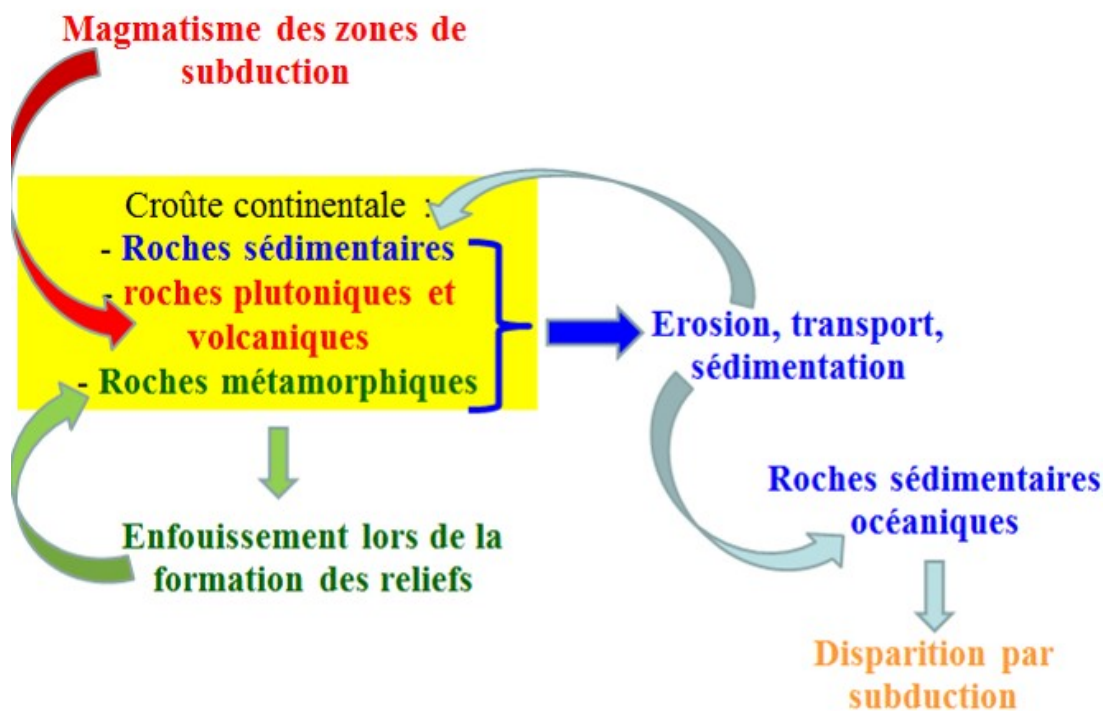 Magmatisme des zones de
subduction
Croûte continentale :
- Roches sédimentaires
- roches plutoniques et
volcaniques
- Roches métamorphiques
Erosion, transport,
sédimentation
Roches sédimentaires
océaniques
Enfouissement lors de la
formation des reliefs
Disparition par
subduction